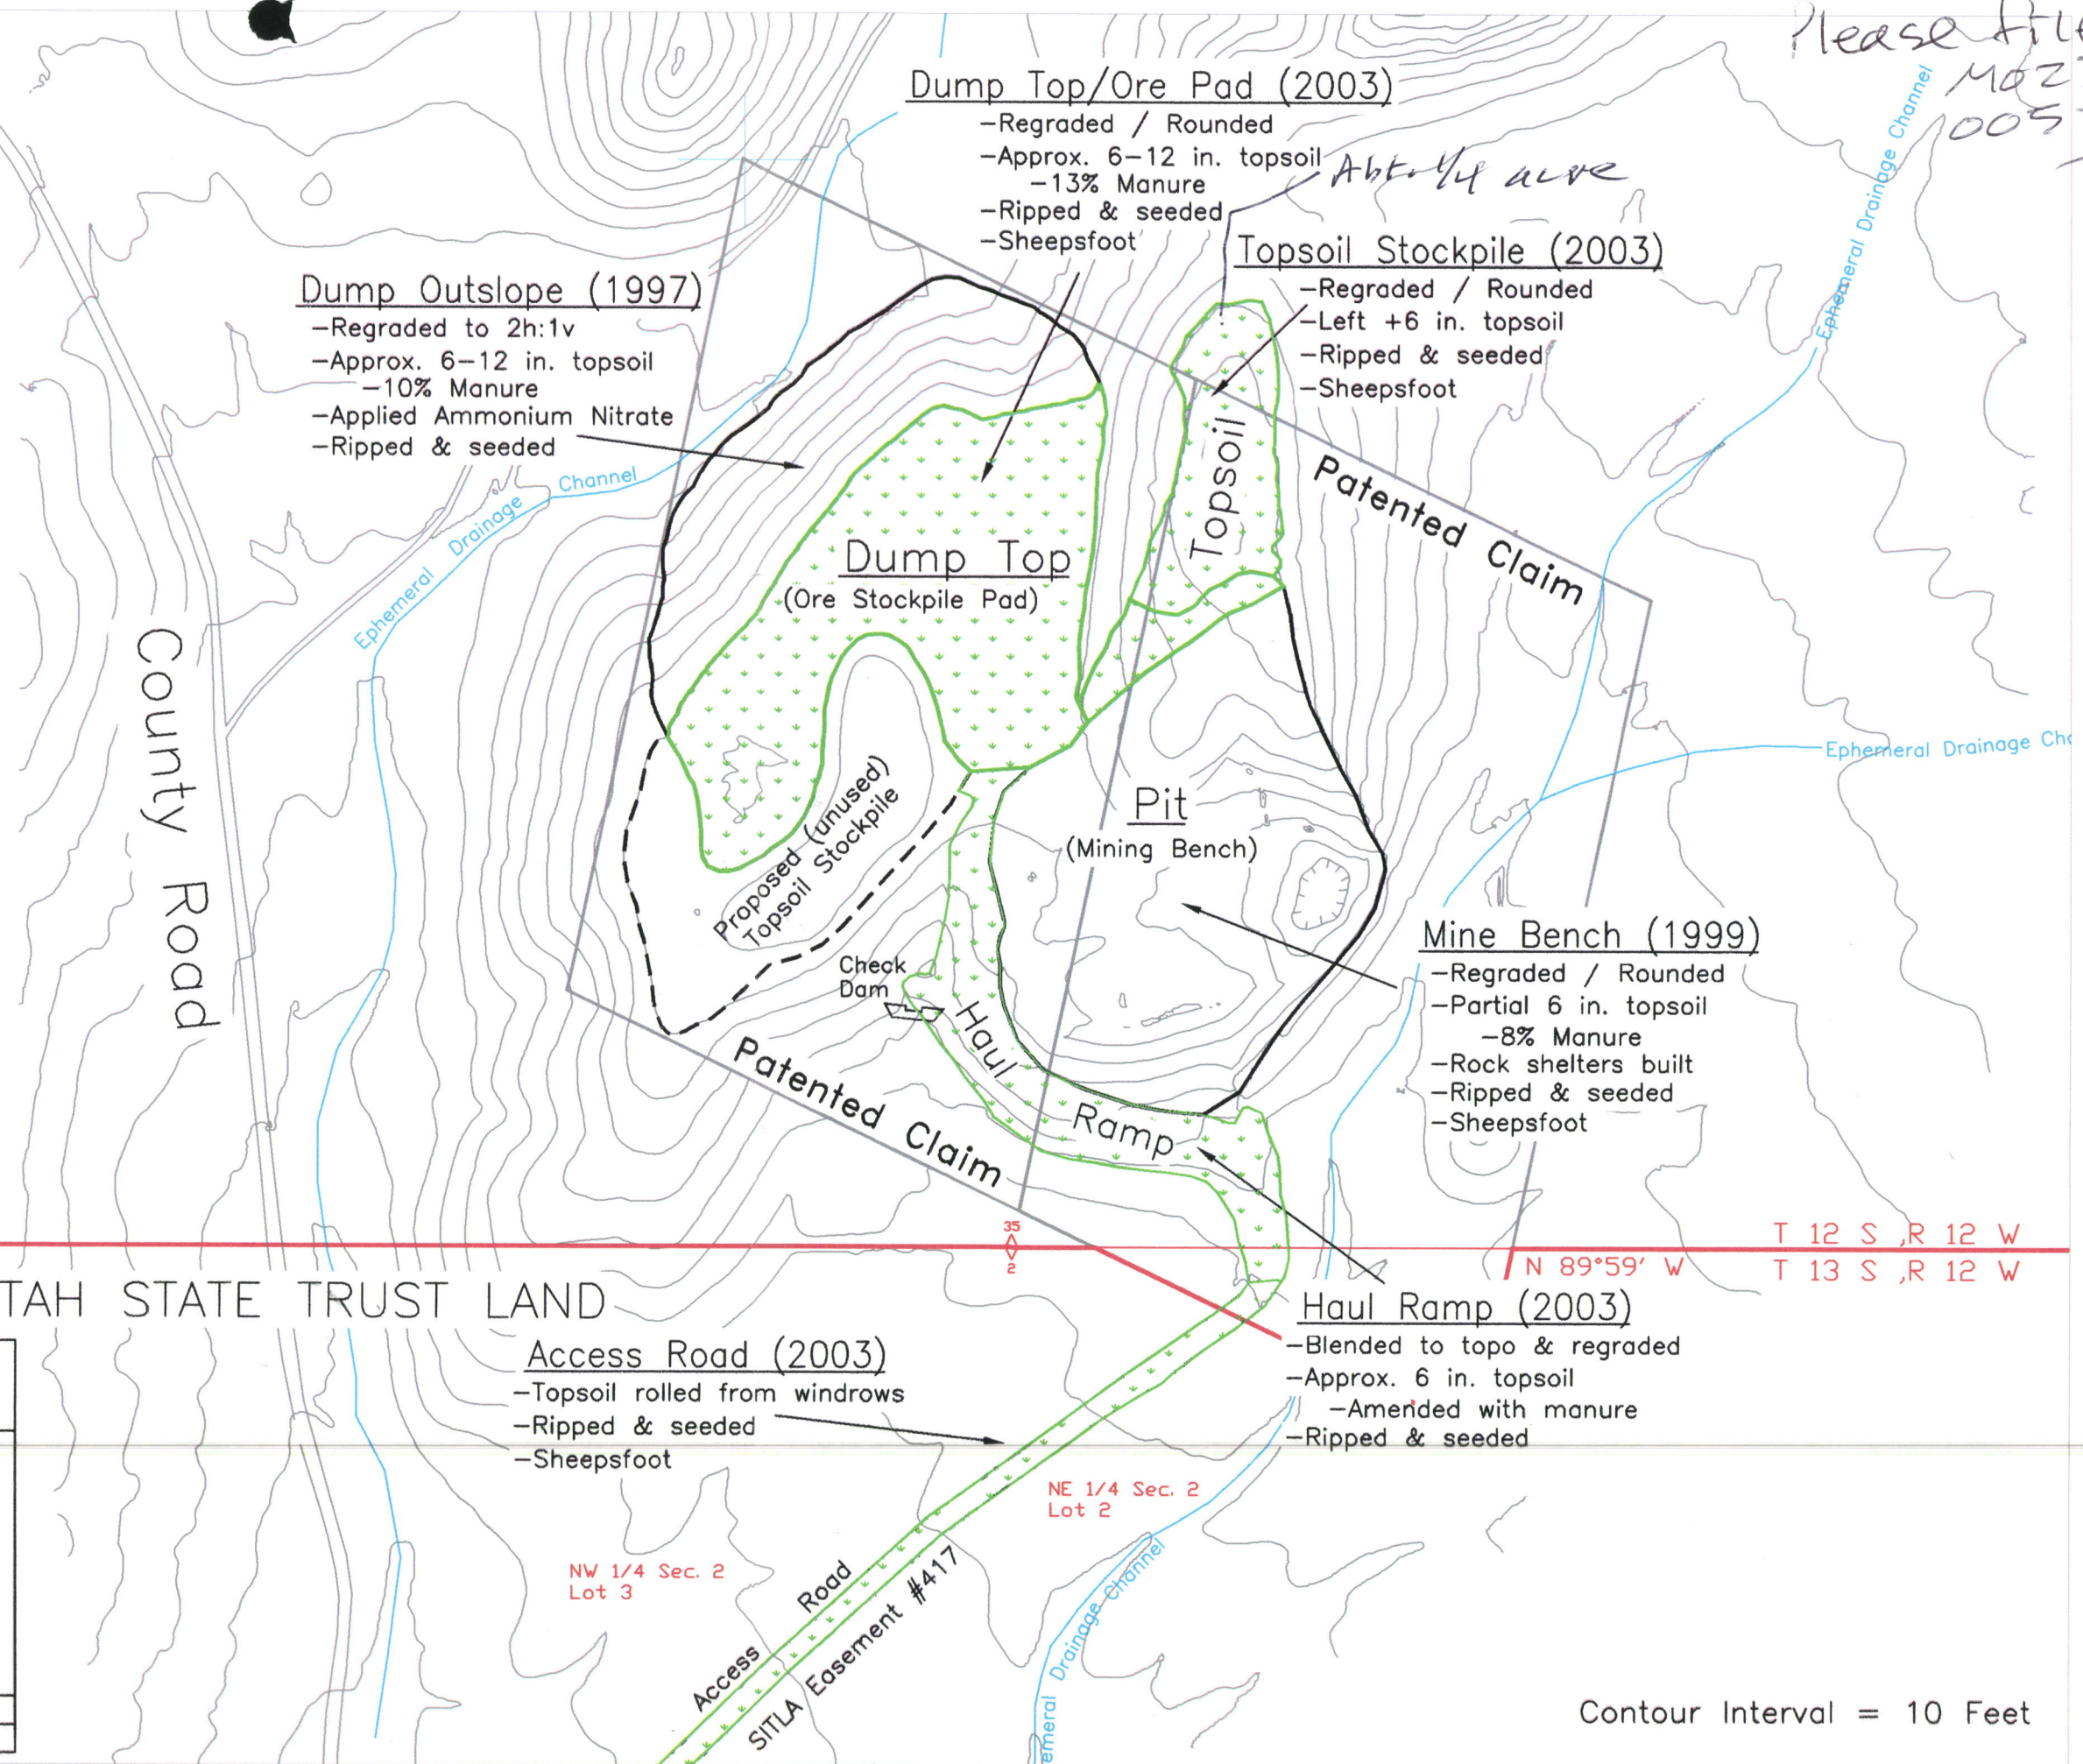 Please
M02
005
Dump Top/Ore Pad (2003)
-Regraded / Rounded
-Approx. 6-12 in. topsoil
-13% Manure
-Ripped & seeded
-Sheepsfoot
Abt. 1/4 acre
Topsoil Stockpile (2003)
-Regraded / Rounded
-Left +6 in. topsoil
-Ripped & seeded
-Sheepsfoot
Dump Outslope (1997)
-Regraded to 2h:1v
-Approx. 6-12 in. topsoil
-10% Manure
-Applied Ammonium Nitrate
-Ripped & seeded
Ephemeral Drainage Channel
Ephemeral Drainage Channel
Topsoil
Patented Claim
Dump Top
(Ore Stockpile Pad)
County Road
Ephemeral Drainage Cha
Proposed (unused)
Topsoil Stockpile
Pit
(Mining Bench)
Check
Dam
Haul Ramp
Mine Bench (1999)
-Regraded / Rounded
-Partial 6 in. topsoil
-8% Manure
-Rock shelters built
-Ripped & seeded
-Sheepsfoot
Patented Claim
35
2
T 12 S ,R 12 W
N 89°59' W
T 13 S ,R 12 W
TAH STATE TRUST LAND
Haul Ramp (2003)
-Blended to topo & regraded
-Approx. 6 in. topsoil
-Amended with manure
-Ripped & seeded
Access Road (2003)
-Topsoil rolled from windrows
-Ripped & seeded
-Sheepsfoot
NE 1/4 Sec. 2
Lot 2
NW 1/4 Sec. 2
Lot 3
Access Road
SITLA Easement #417
emeral Drainage Channel
Contour Interval = 10 Feet